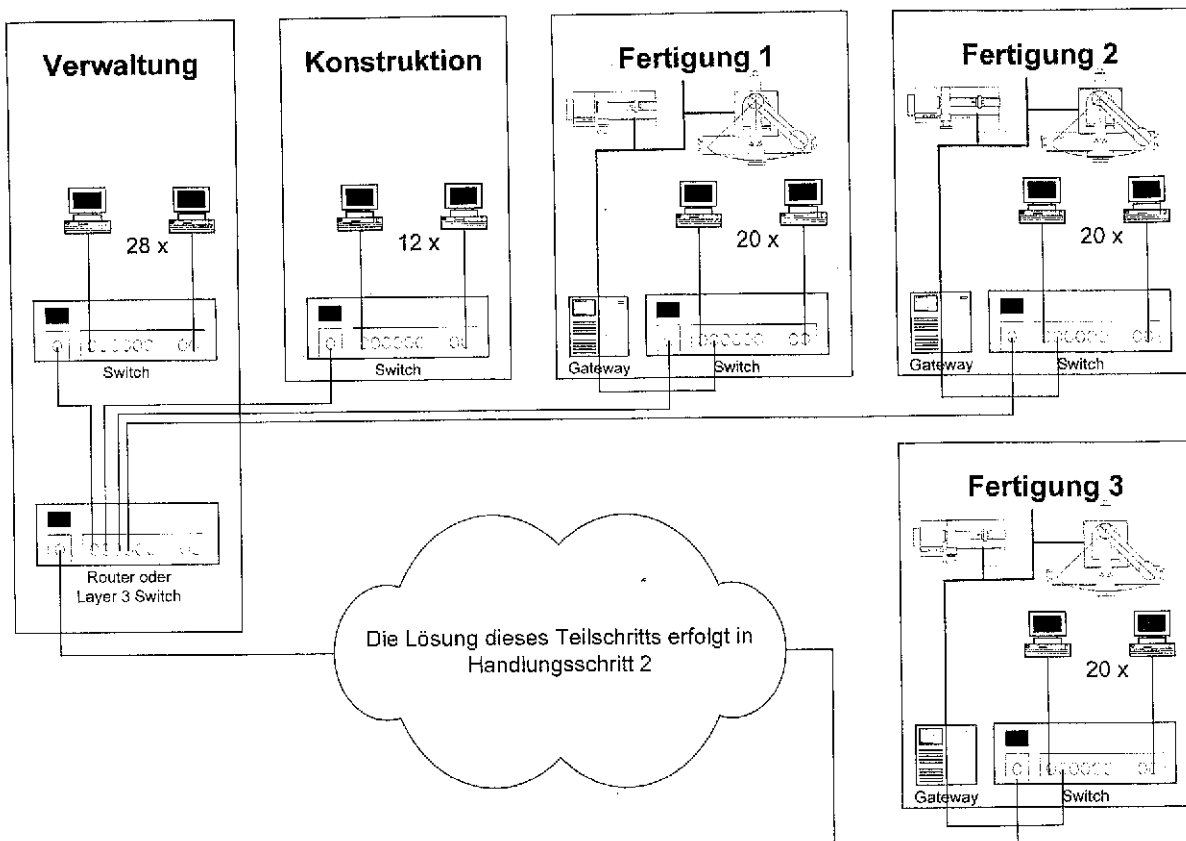 Verwaltung
28 x
Switch
Router oder
Layer 3 Switch
Konstruktion
12 x
Switch
Fertigung 1
20 x
Gateway
Switch
Fertigung 2
20 x
Gateway
Switch
Die Lösung dieses Teilschritts erfolgt in
Handlungsschritt 2
Fertigung 3
20 x
Gateway
Switch